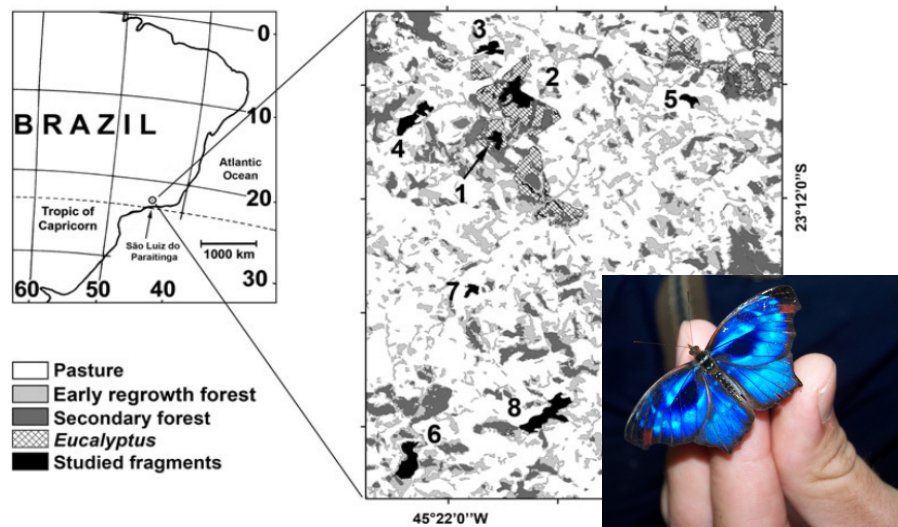 BRAZIL
0
10
20
30
60
50
40
Atlantic
Ocean
Tropic of
Capricorn
São Luiz do
Paraitinga
1000 km
Pasture
Early regrowth forest
Secondary forest
Eucalyptus
Studied fragments
3
2
5
4
1
7
8
6
23°12'0''S
45°22'0''W